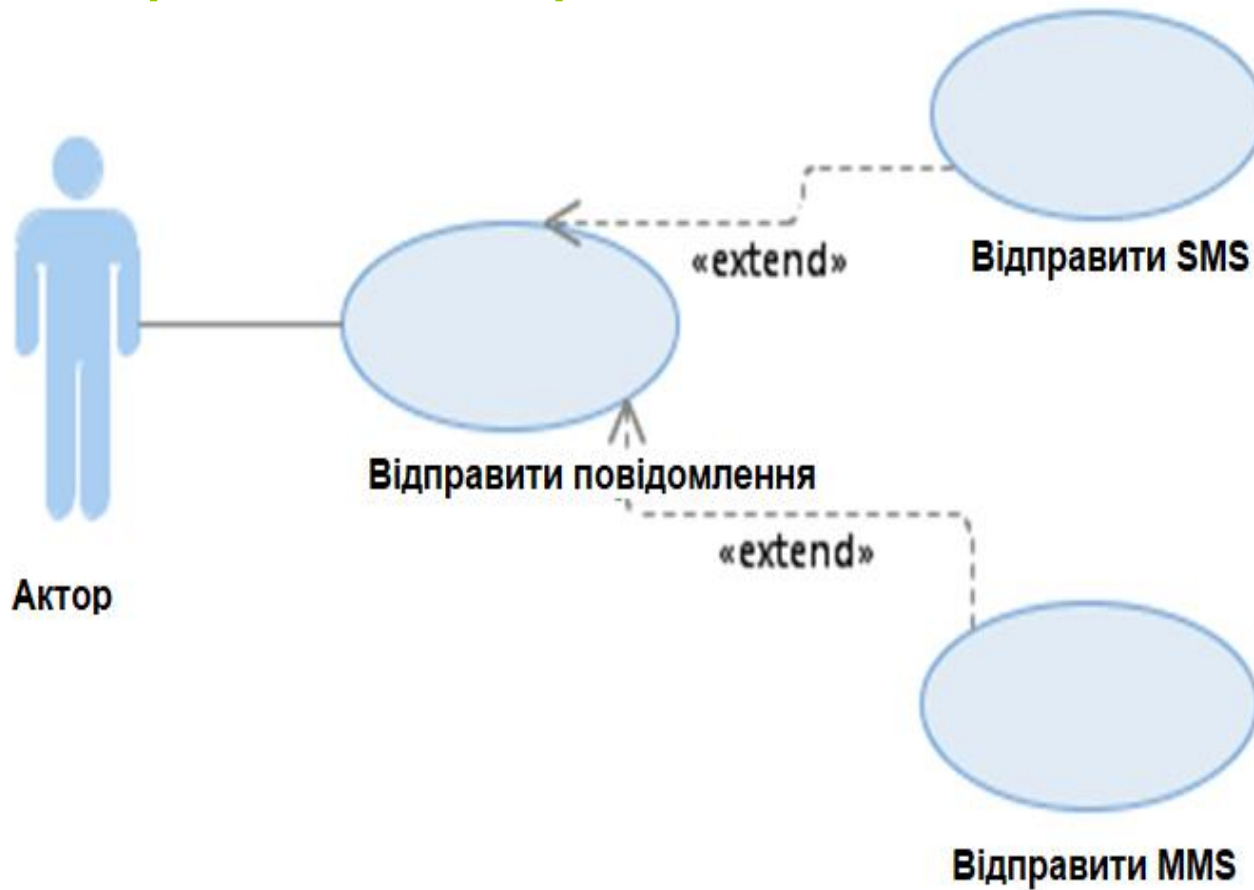 «extend»
Відправити SMS
Відправити повідомлення
«extend»
Актор
Відправити MMS